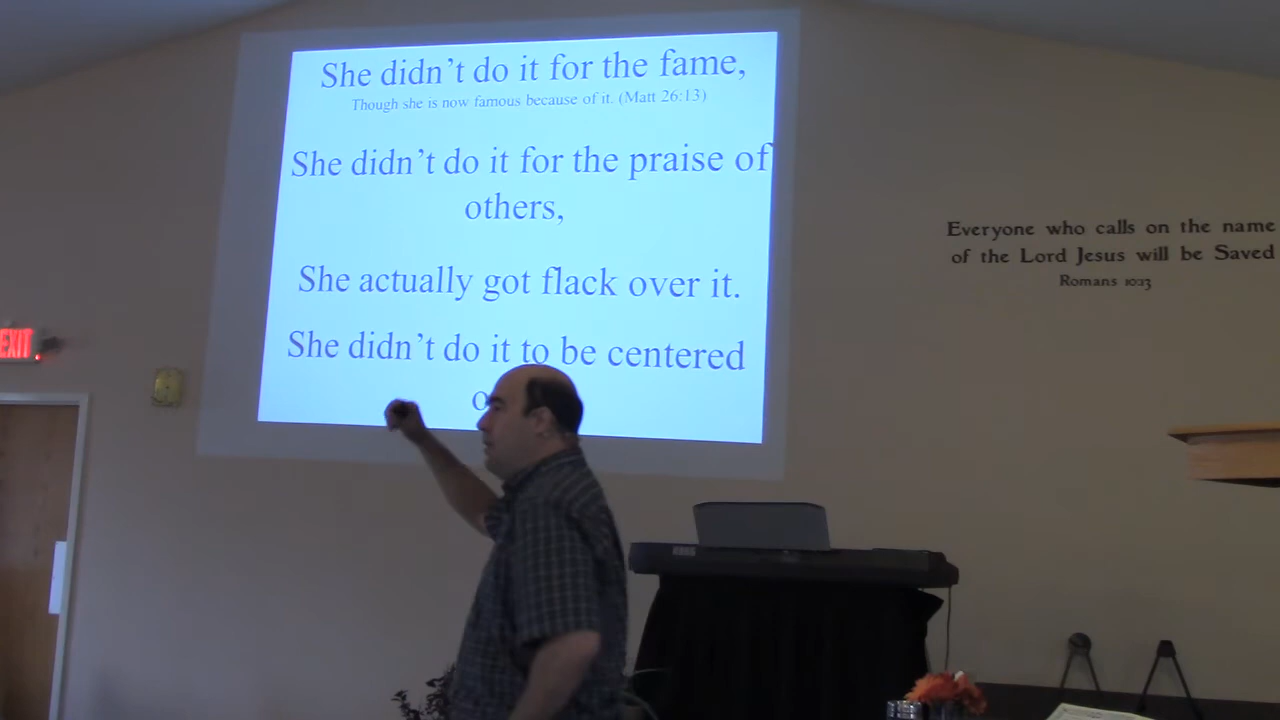 She didn't do it for the fame,
Though she is now famous because of it. (Matt 26:13)
She didn't do it for the praise of
others,
She actually got flack over it.
She didn't do it to be centered
Everyone who calls on the name
of the Lord Jesus will be Saved
Romans 10:13
EXIT
KORG